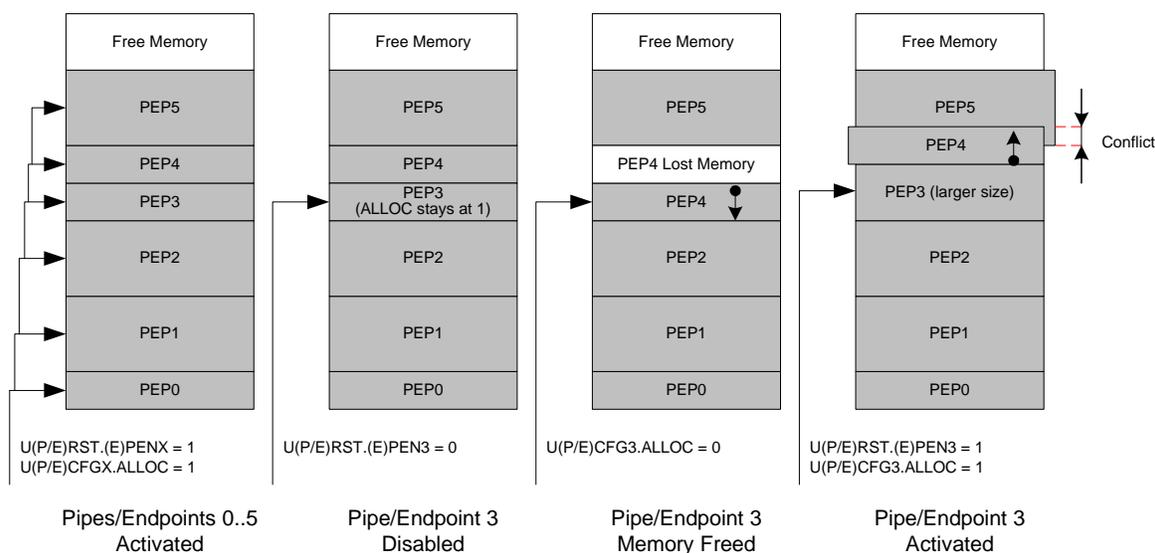 Free Memory
PEP5
PEP4
PEP3
PEP2
PEP1
PEP0
U(P/E)RST.(E)PENX = 1
U(P/E)CFGX.ALLOC = 1
Pipes/Endpoints 0..5
Activated
Free Memory
PEP5
PEP4
PEP3
(ALLOC stays at 1)
PEP2
PEP1
PEP0
U(P/E)RST.(E)PEN3 = 0
Pipe/Endpoint 3
Disabled
Free Memory
PEP5
PEP4 Lost Memory
PEP4
PEP2
PEP1
PEP0
U(P/E)CFG3.ALLOC = 0
Pipe/Endpoint 3
Memory Freed
Free Memory
PEP5
PEP4
Conflict
PEP3 (larger size)
PEP2
PEP1
PEP0
U(P/E)RST.(E)PEN3 = 1
U(P/E)CFG3.ALLOC = 1
Pipe/Endpoint 3
Activated